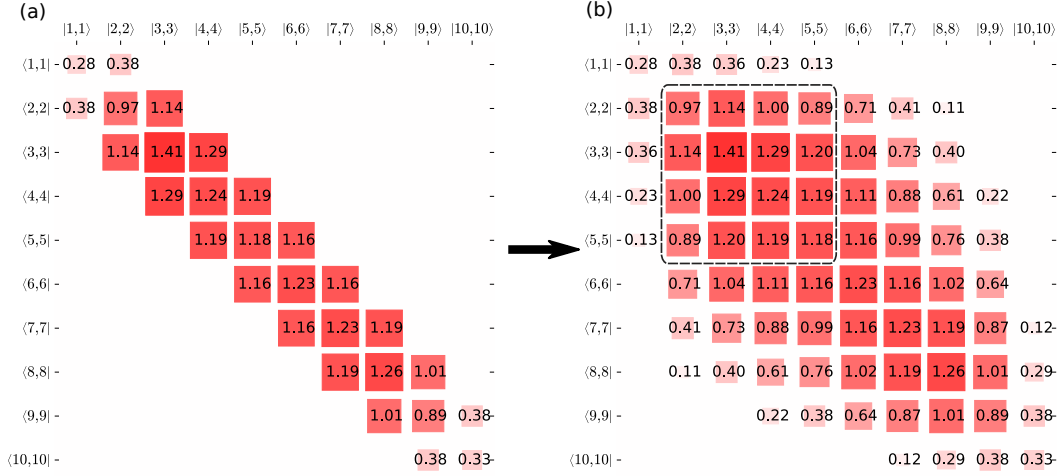 (a)
|1,1⟩ |2,2⟩ |3,3⟩ |4,4⟩ |5,5⟩ |6,6⟩ |7,7⟩ |8,8⟩ |9,9⟩ |10,10⟩
⟨1,1| 0.28 0.38
⟨2,2| 0.38 0.97 1.14
⟨3,3| 1.14 1.41 1.29
⟨4,4| 1.29 1.24 1.19
⟨5,5| 1.19 1.18 1.16
⟨6,6| 1.16 1.23 1.16
⟨7,7| 1.16 1.23 1.19
⟨8,8| 1.19 1.26 1.01
⟨9,9| 1.01 0.89 0.38
⟨10,10| 0.38 0.33
(b)
|1,1⟩ |2,2⟩ |3,3⟩ |4,4⟩ |5,5⟩ |6,6⟩ |7,7⟩ |8,8⟩ |9,9⟩ |10,10⟩
⟨1,1| 0.28 0.38 0.36 0.23 0.13
⟨2,2| 0.38 0.97 1.14 1.00 0.89 0.71 0.41 0.11
⟨3,3| 0.36 1.14 1.41 1.29 1.20 1.04 0.73 0.40
⟨4,4| 0.23 1.00 1.29 1.24 1.19 1.11 0.88 0.61 0.22
⟨5,5| 0.13 0.89 1.20 1.19 1.18 1.16 0.99 0.76 0.38
⟨6,6| 0.71 1.04 1.11 1.16 1.23 1.16 1.02 0.64
⟨7,7| 0.41 0.73 0.88 0.99 1.16 1.23 1.19 0.87 0.12
⟨8,8| 0.11 0.40 0.61 0.76 1.02 1.19 1.26 1.01 0.29
⟨9,9| 0.22 0.38 0.64 0.87 1.01 0.89 0.38
⟨10,10| 0.12 0.29 0.38 0.33